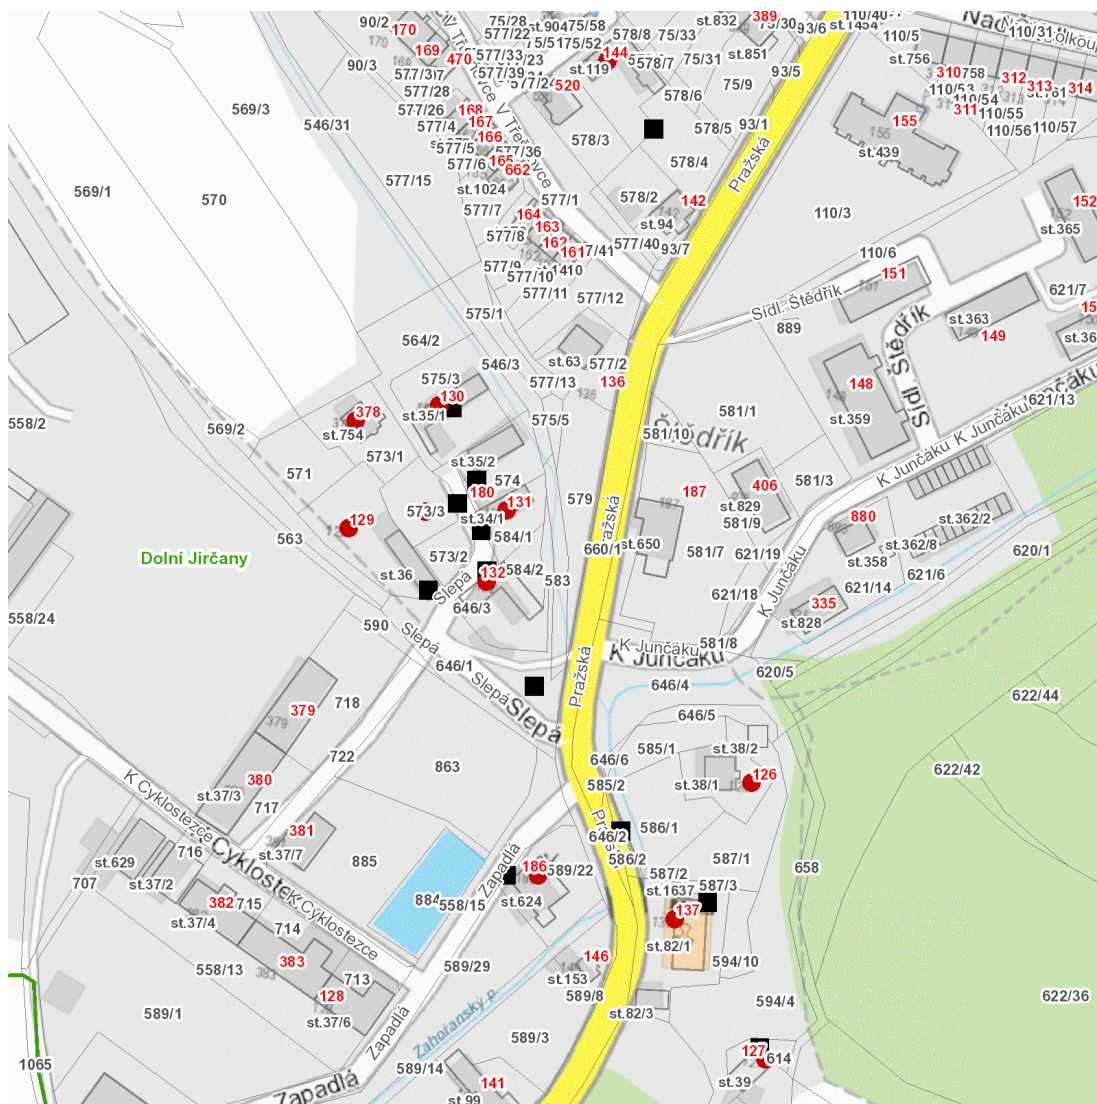 90/2
170
169
470
75/28
577/22
577/33
st.904
75/58
75/52
578/8
75/33
st.832
389
75/30
93/6
110/40
st.1454
110/5
110/31
st.756
90/3
577/39
577/28
577/26
st.119
144
578/7
75/31
st.851
93/5
75/9
520
578/6
310
758
312
313
314
110/53
110/54
311
110/55
110/56
110/57
569/3
546/31
168
167
577/4
166
577/5
577/36
165
577/6
662
V Třešňovce
578/3
578/5
93/1
578/4
155
st.439
Pražská
569/1
570
577/15
st.1024
577/7
577/1
164
163
577/8
162
161
578/2
142
st.94
577/40
93/7
110/3
152
st.365
110/6
577/9
577/10
st.1410
577/11
577/12
151
621/7
575/1
564/2
546/3
st.63
577/2
577/13
136
889
Sídl. Štědřík
st.363
149
Sídl. Štědřík
148
st.359
558/2
569/2
378
st.754
575/3
130
st.35/1
573/1
575/5
581/1
581/10
Štědřík
K Junčáku
K Junčáku
621/13
571
st.35/2
574
180
131
573/3
st.34/1
584/1
579
187
406
st.829
581/9
581/3
563
129
573/2
660/1
Pražská
st.650
581/7
621/19
880
st.362/2
st.362/8
st.358
620/1
Dolní Jirčany
st.36
132
584/2
583
646/3
Slepá
621/18
K Junčáku
621/14
621/6
335
st.828
558/24
590
Slepá
646/1
Slepá
Slepá
K Junčáku
K Junčáku
581/8
620/5
646/4
622/44
379
718
Pražská
646/5
722
863
646/6
585/1
st.38/2
585/2
st.38/1
126
622/42
K Cyklostezce
380
st.37/3
717
381
st.37/7
885
Pražská
646/2
586/1
586/2
587/1
658
st.629
716
st.37/2
707
K Cyklostezce
382
715
st.37/4
714
884
558/15
Zapadlá
186
589/22
st.624
587/2
st.1637
587/3
137
st.82/1
594/10
558/13
383
713
128
st.37/6
589/29
146
st.153
589/8
st.82/3
594/4
622/36
589/1
Zapadlá
Zahořanský p.
589/3
1065
Zapadlá
589/14
141
st.99
127
614
st.39